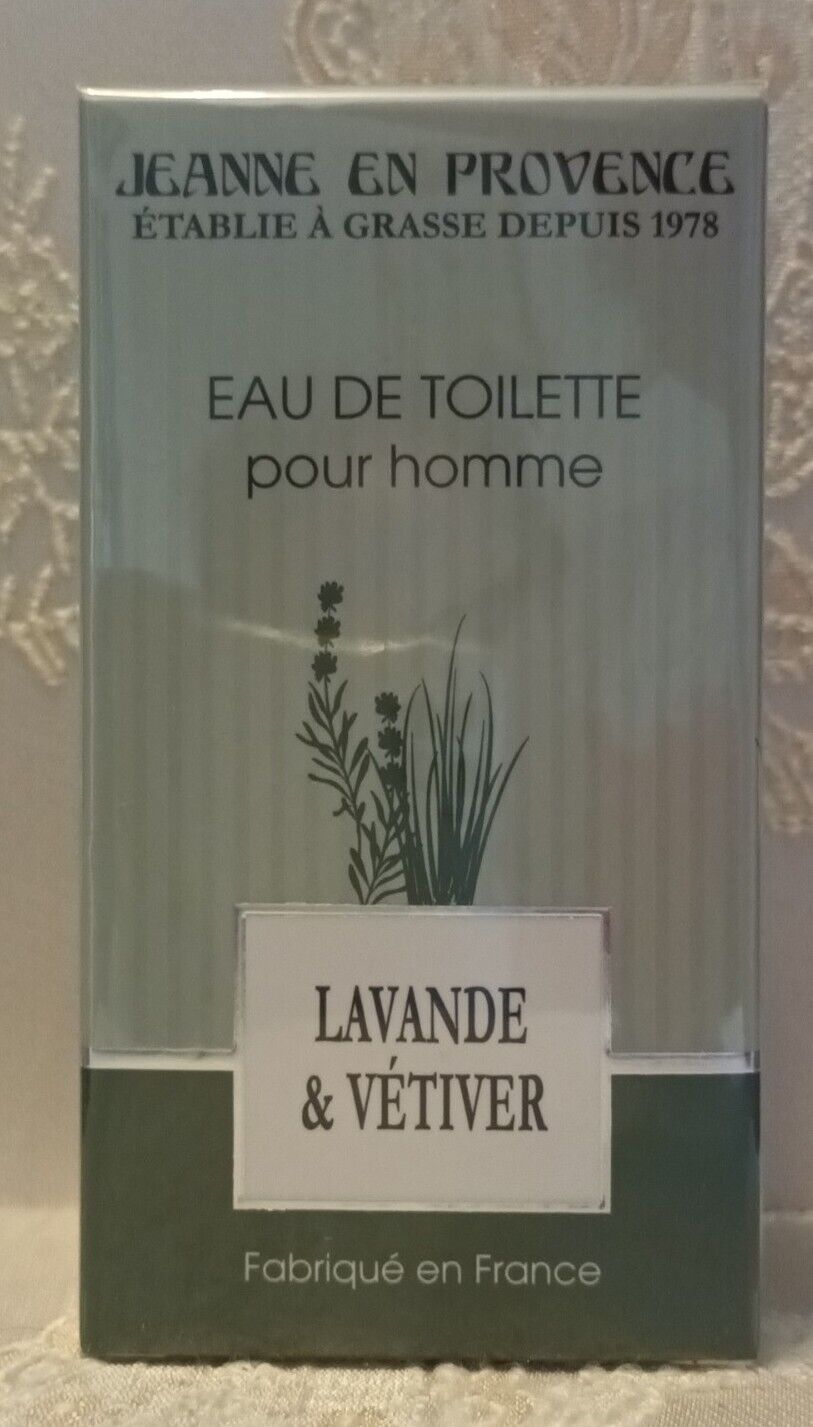 JEANNE EN PROVENCE
ÉTABLIE À GRASSE DEPUIS 1978
EAU DE TOILETTE
pour homme
LAVANDE
& VÉTIVER
Fabriqué en France